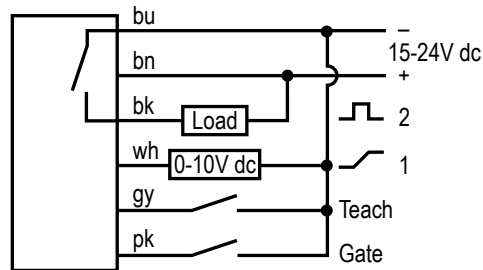 bu
–
15-24V dc
bn
+
bk
Load
2
wh
0-10V dc
1
gy
Teach
pk
Gate